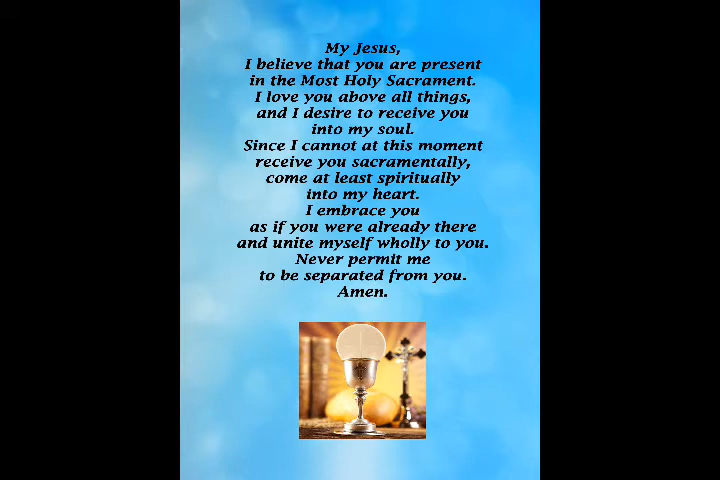 My Jesus,
I believe that you are present
in the Most Holy Sacrament.
I love you above all things,
and I desire to receive you
into my soul.
Since I cannot at this moment
receive you sacramentally,
come at least spiritually
into my heart.
I embrace you
as if you were already there
and unite myself wholly to you.
Never permit me
to be separated from you.
Amen.